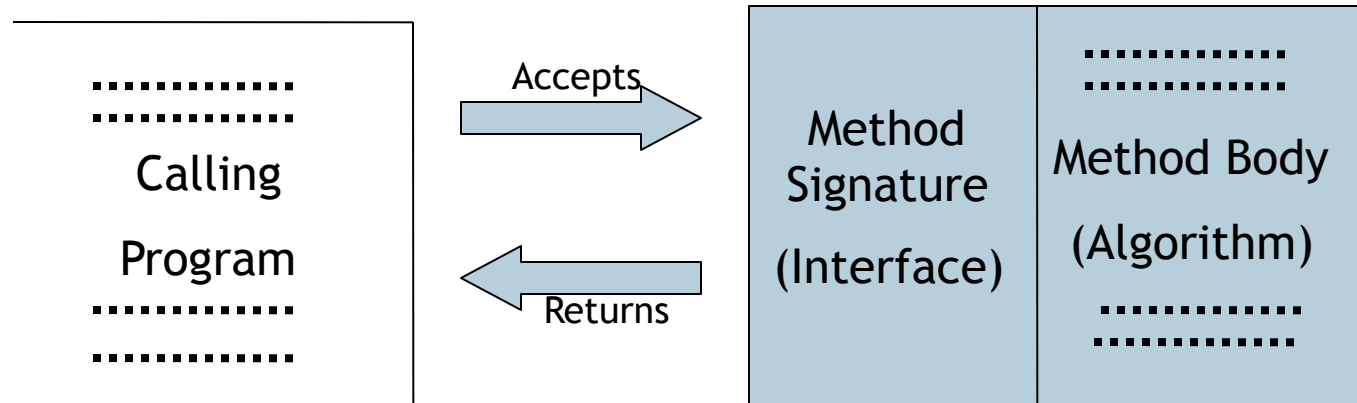 Calling
Program
Accepts
Returns
Method
Signature
(Interface)
Method Body
(Algorithm)